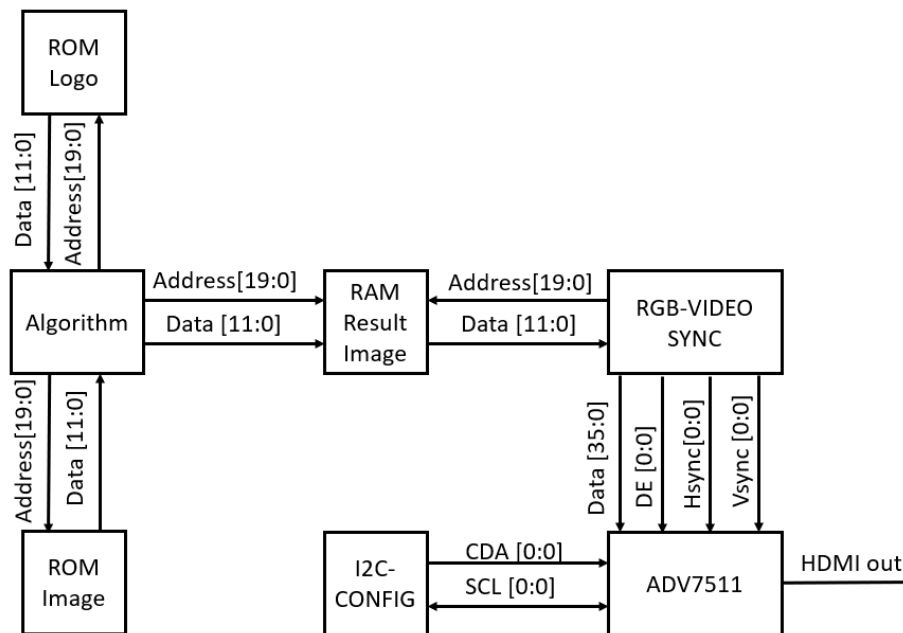 ROM
Logo
Data [11:0]
Address[19:0]
Algorithm
Address[19:0]
Data [11:0]
RAM
Result
Image
Address[19:0]
Data [11:0]
RGB-VIDEO
SYNC
Address[19:0]
Data [11:0]
Data [35:0]
DE [0:0]
Hsync[0:0]
Vsync [0:0]
ROM
Image
I2C-
CONFIG
CDA [0:0]
SCL [0:0]
ADV7511
HDMI out